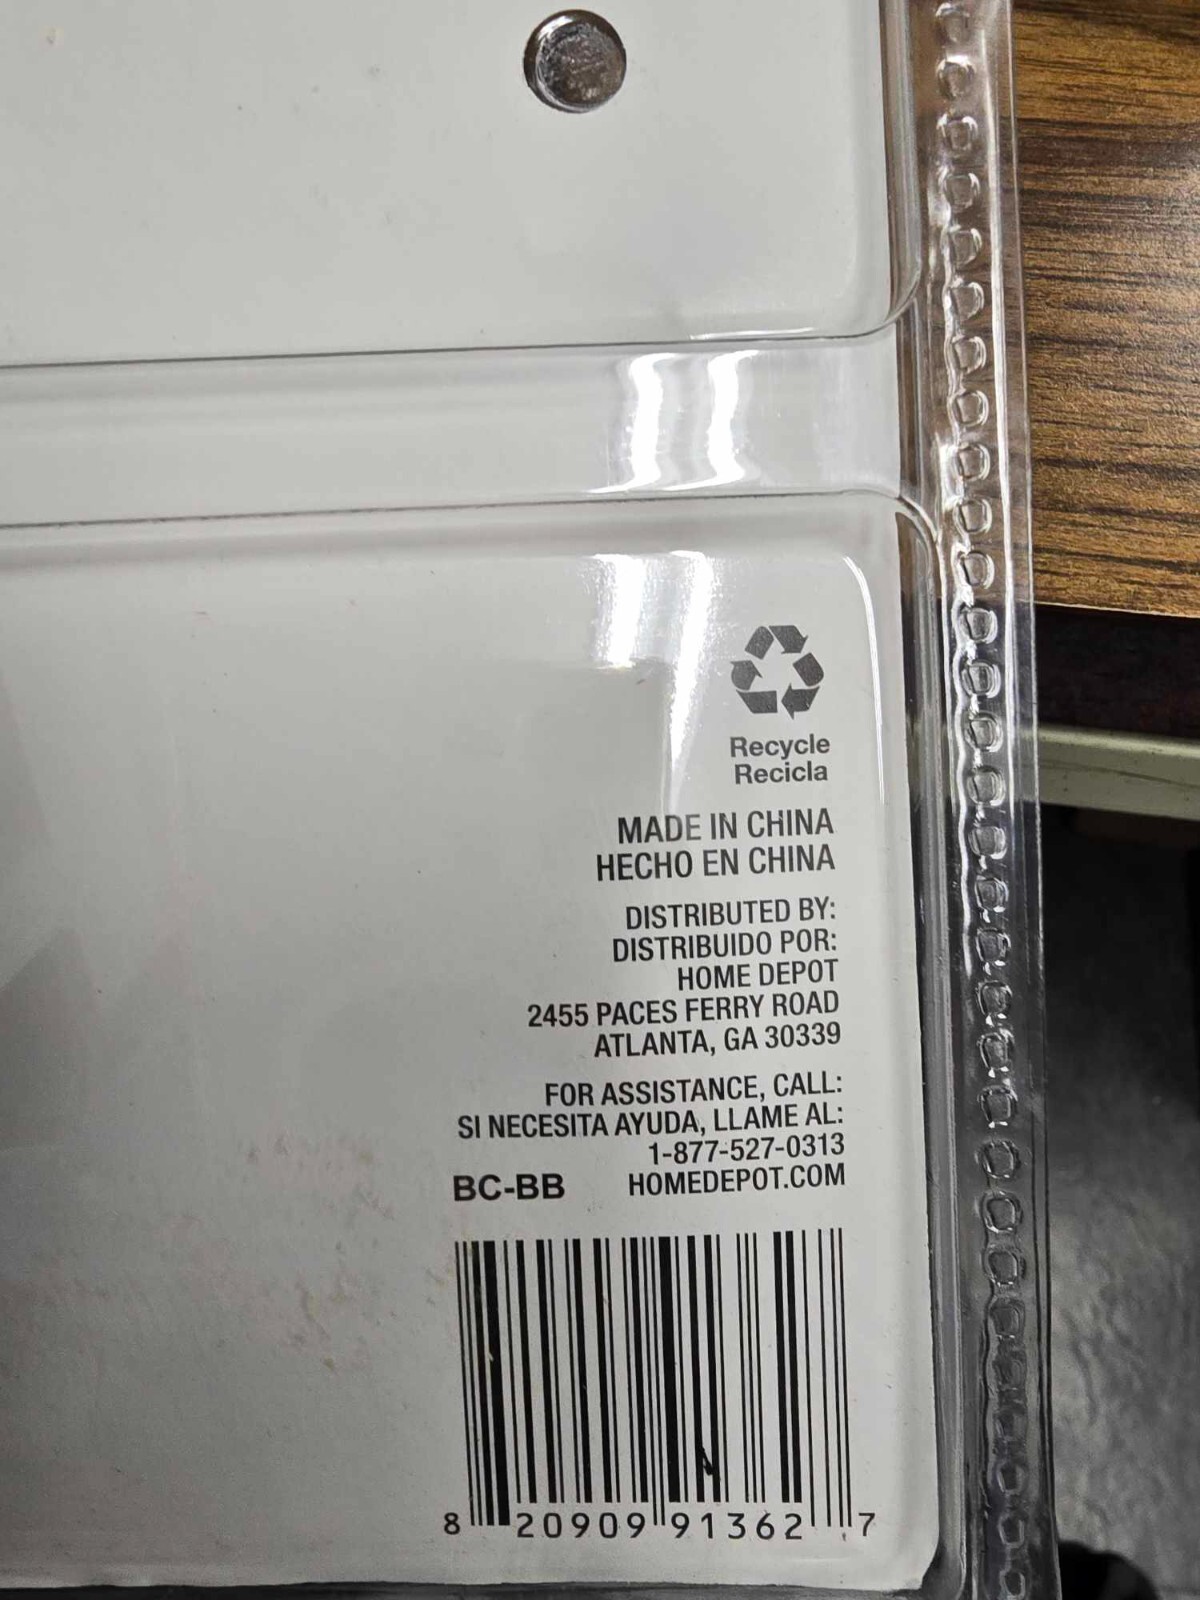 Recycle
Recicla
MADE IN CHINA
HECHO EN CHINA
DISTRIBUTED BY:
DISTRIBUIDO POR:
HOME DEPOT
2455 PACES FERRY ROAD
ATLANTA, GA 30339
FOR ASSISTANCE, CALL:
SI NECESITA AYUDA, LLAME AL:
1-877-527-0313
BC-BB HOMEDEPOT.COM
8 20909 91362 7